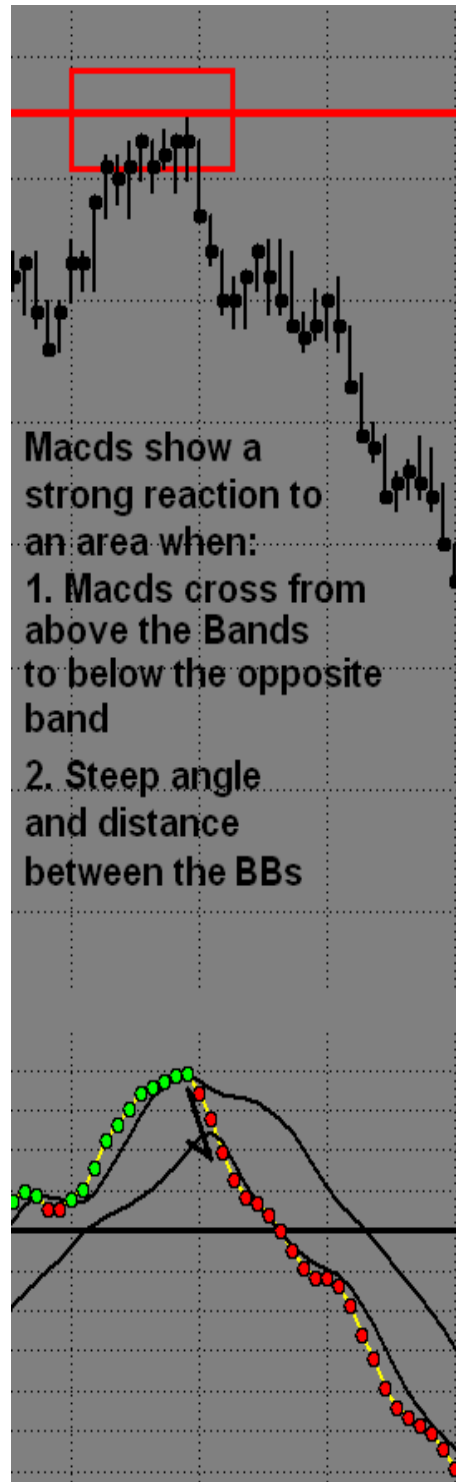 Macds show a
strong reaction to
an area when:
1. Macds cross from
above the Bands
to below the opposite
band
2. Steep angle
and distance
between the BBs